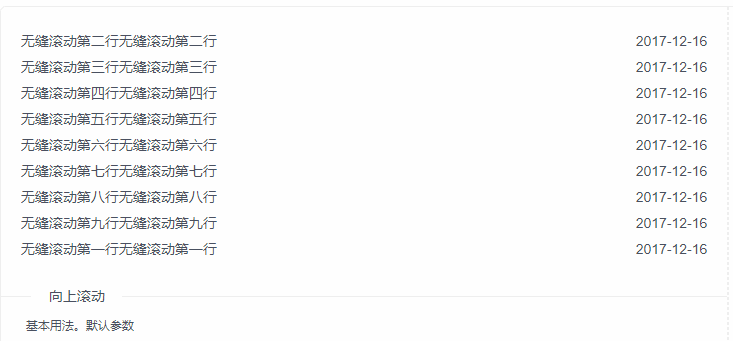 无缝滚动第二行无缝滚动第二行 2017-12-16
无缝滚动第三行无缝滚动第三行 2017-12-16
无缝滚动第四行无缝滚动第四行 2017-12-16
无缝滚动第五行无缝滚动第五行 2017-12-16
无缝滚动第六行无缝滚动第六行 2017-12-16
无缝滚动第七行无缝滚动第七行 2017-12-16
无缝滚动第八行无缝滚动第八行 2017-12-16
无缝滚动第九行无缝滚动第九行 2017-12-16
无缝滚动第一行无缝滚动第一行 2017-12-16
向上滚动
基本用法。默认参数